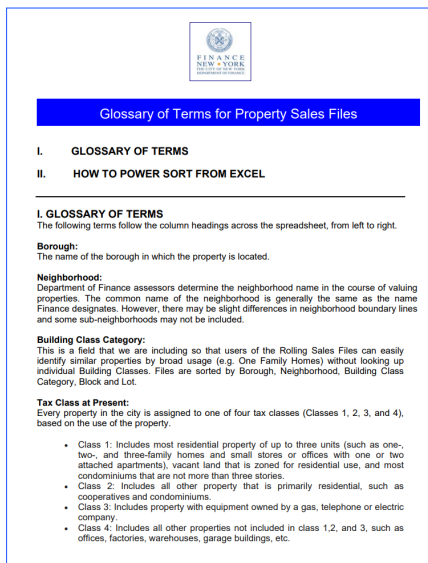 FINANCE
NEW • YORK
THE CITY OF NEW YORK
DEPARTMENT OF FINANCE
Glossary of Terms for Property Sales Files
I. GLOSSARY OF TERMS
II. HOW TO POWER SORT FROM EXCEL
I. GLOSSARY OF TERMS
The following terms follow the column headings across the spreadsheet, from left to right.
Borough:
The name of the borough in which the property is located.
Neighborhood:
Department of Finance assessors determine the neighborhood name in the course of valuing
properties. The common name of the neighborhood is generally the same as the name
Finance designates. However, there may be slight differences in neighborhood boundary lines
and some sub-neighborhoods may not be included.
Building Class Category:
This is a field that we are including so that users of the Rolling Sales Files can easily
identify similar properties by broad usage (e.g. One Family Homes) without looking up
individual Building Classes. Files are sorted by Borough, Neighborhood, Building Class
Category, Block and Lot.
Tax Class at Present:
Every property in the city is assigned to one of four tax classes (Classes 1, 2, 3, and 4),
based on the use of the property.
• Class 1: Includes most residential property of up to three units (such as one-,
two-, and three-family homes and small stores or offices with one or two
attached apartments), vacant land that is zoned for residential use, and most
condominiums that are not more than three stories.
• Class 2: Includes all other property that is primarily residential, such as
cooperatives and condominiums.
• Class 3: Includes property with equipment owned by a gas, telephone or electric
company.
• Class 4: Includes all other properties not included in class 1,2, and 3, such as
offices, factories, warehouses, garage buildings, etc.